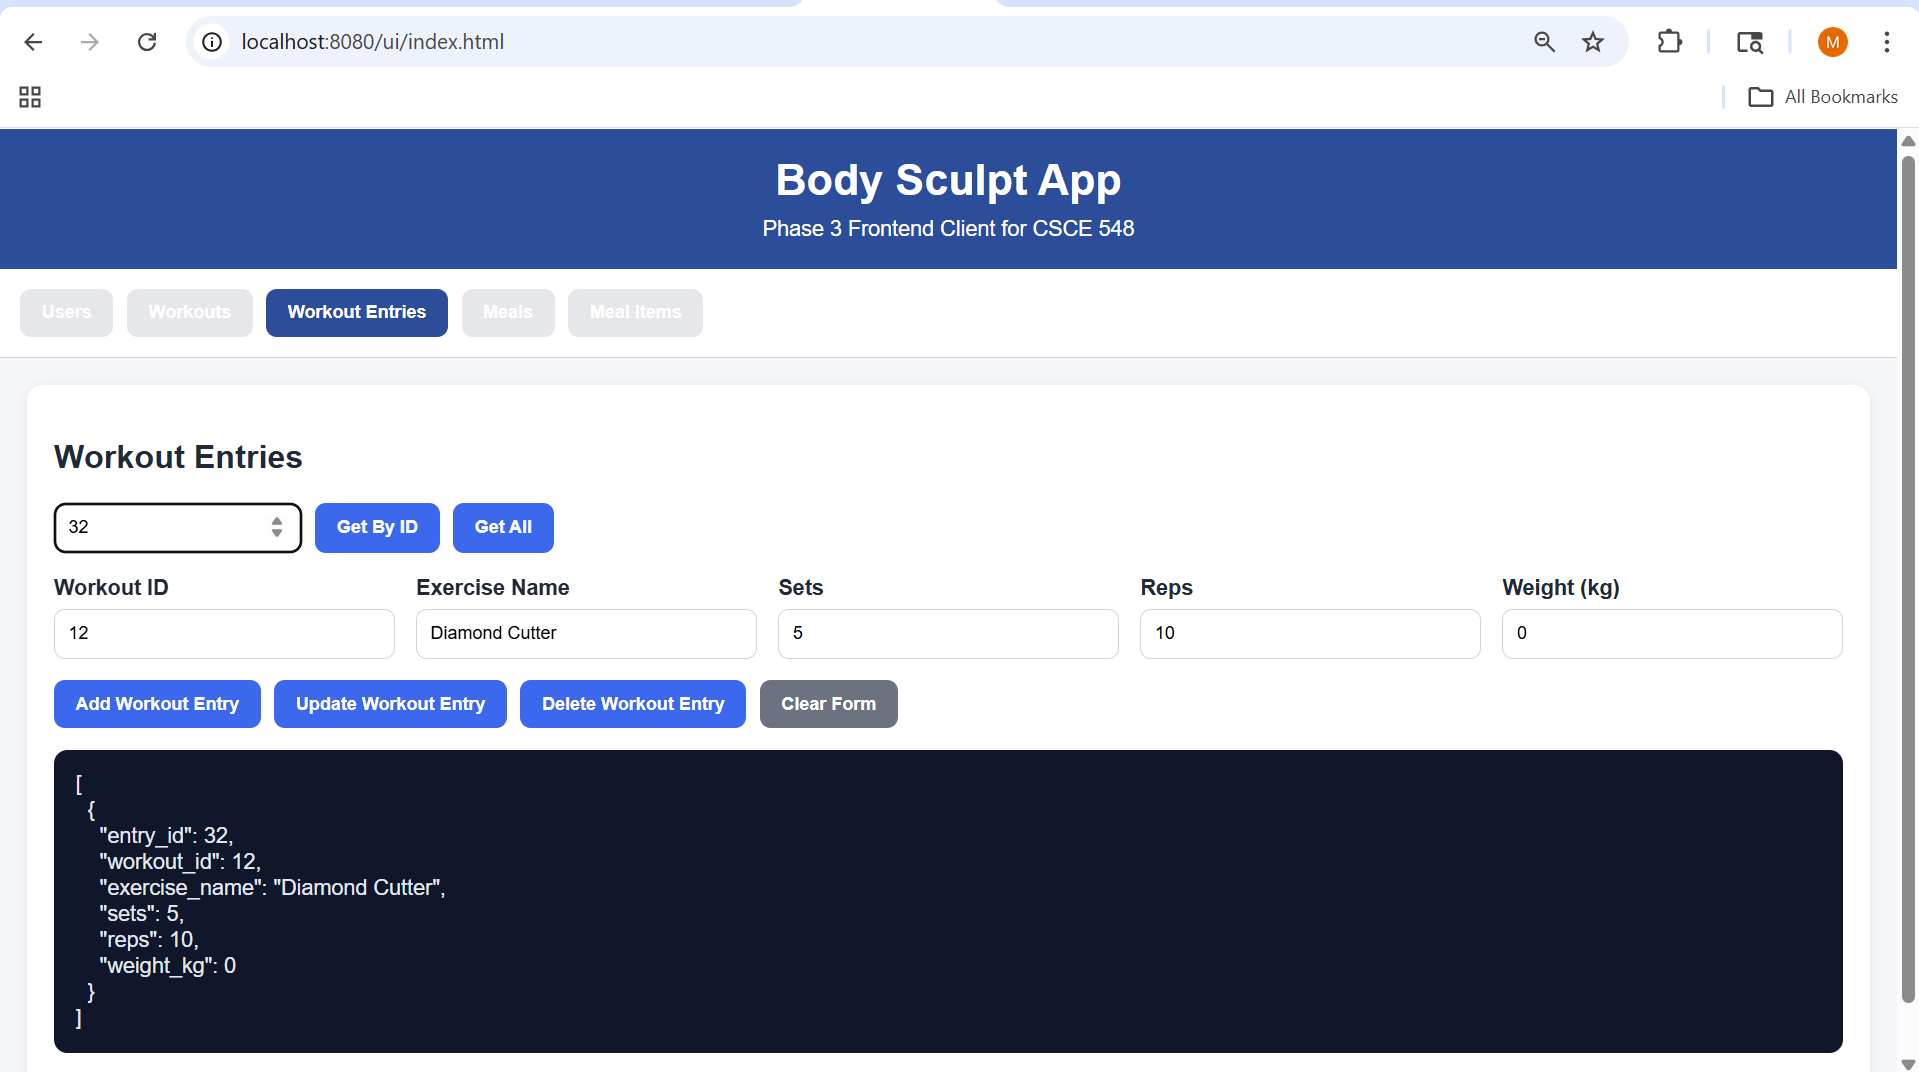 localhost:8080/ui/index.html
M
All Bookmarks
Body Sculpt App
Phase 3 Frontend Client for CSCE 548
Users Workouts Workout Entries Meals Meal Items
Workout Entries
32 Get By ID Get All
Workout ID Exercise Name Sets Reps Weight (kg)
12 Diamond Cutter 5 10 0
Add Workout Entry Update Workout Entry Delete Workout Entry Clear Form
[
{
"entry_id": 32,
"workout_id": 12,
"exercise_name": "Diamond Cutter",
"sets": 5,
"reps": 10,
"weight_kg": 0
}
]